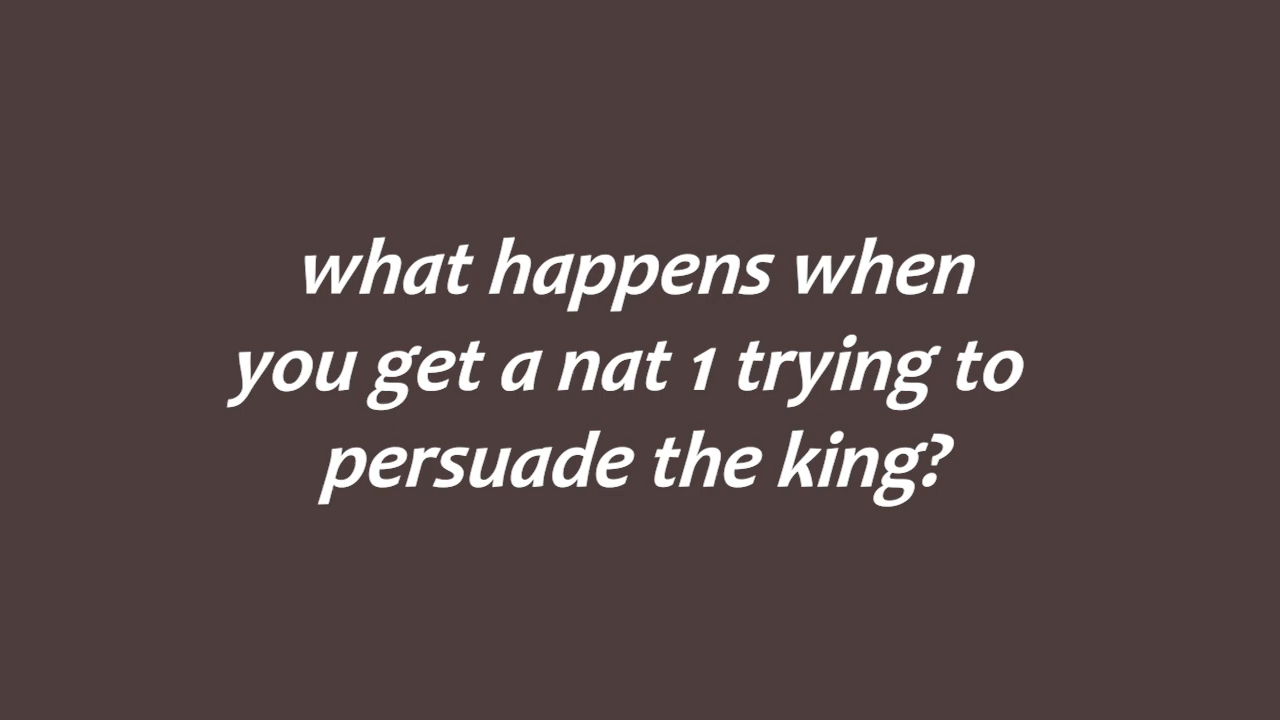 what happens when
you get a nat 1 trying to
persuade the king?